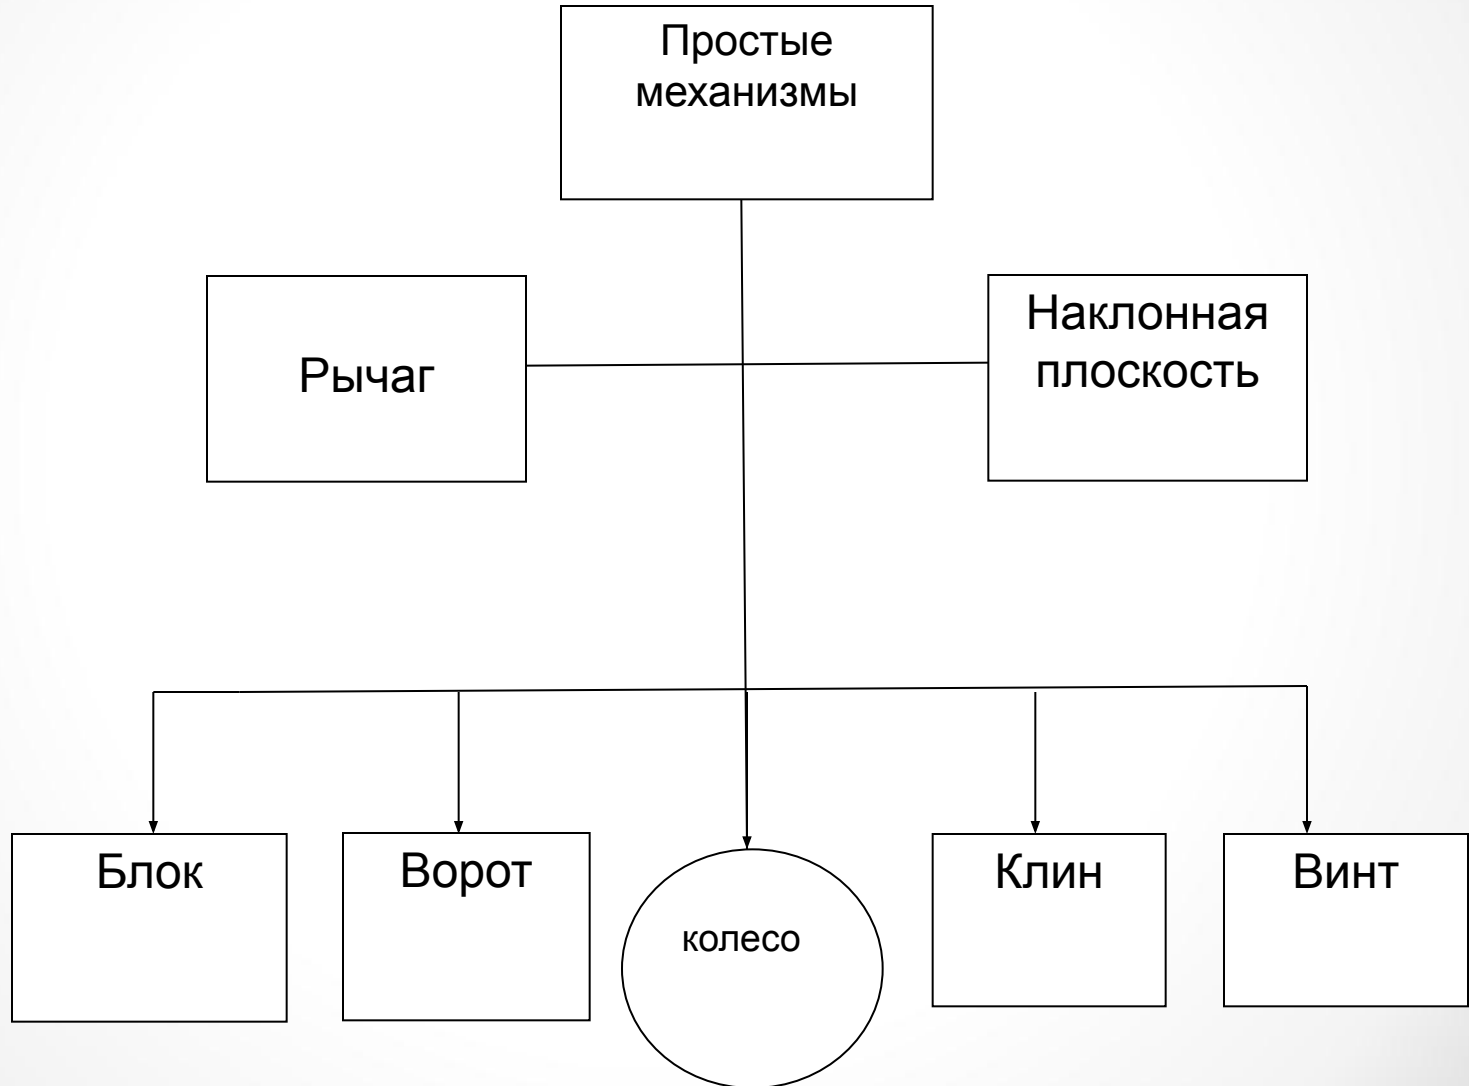 Простые
механизмы
Рычаг
Наклонная
плоскость
Блок
Ворот
колесо
Клин
Винт